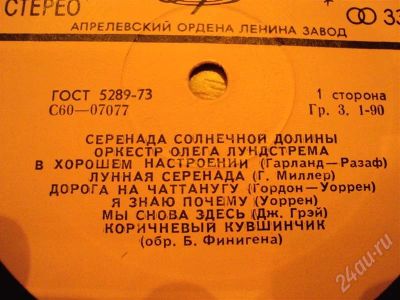 СТЕРЕО
33
АПРЕЛЕВСКИЙ ОРДЕНА ЛЕНИНА ЗАВОД
ГОСТ 5289-73
С60—07077
1 сторона
Гр. 3. 1-90
СЕРЕНАДА СОЛНЕЧНОЙ ДОЛИНЫ
ОРКЕСТР ОЛЕГА ЛУНДСТРЕМА
В ХОРОШЕМ НАСТРОЕНИИ (Гарланд—Разаф)
ЛУННАЯ СЕРЕНАДА (Г. Миллер)
ДОРОГА НА ЧАТТАНУГУ (Гордон—Уоррен)
Я ЗНАЮ ПОЧЕМУ (Уоррен)
МЫ СНОВА ЗДЕСЬ (Дж. Грэй)
КОРИЧНЕВЫЙ КУВШИНЧИК
(обр. Б. Финигена)
24au.ru